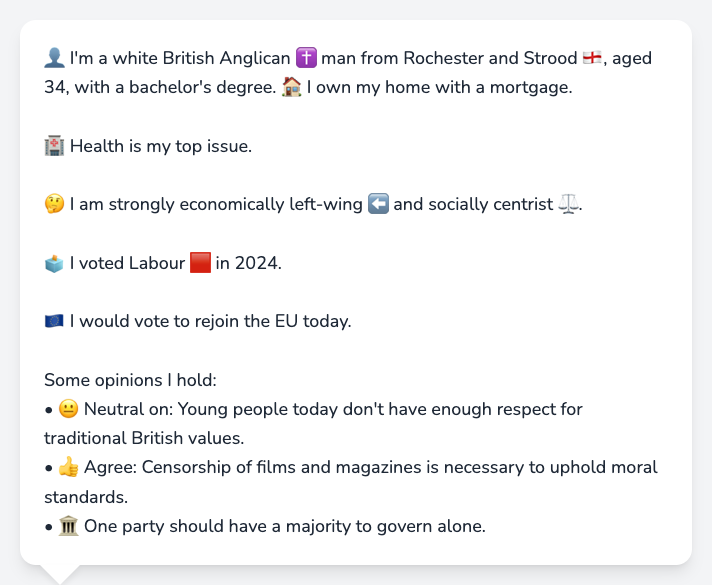 👤 I'm a white British Anglican ✝️ man from Rochester and Strood 🏴󠁧󠁢󠁥󠁮󠁧󠁿, aged
34, with a bachelor's degree. 🏠 I own my home with a mortgage.
🏥 Health is my top issue.
🤔 I am strongly economically left-wing ⬅️ and socially centrist ⚖️.
🗳️ I voted Labour 🟥 in 2024.
🇪🇺 I would vote to rejoin the EU today.
Some opinions I hold:
• 😐 Neutral on: Young people today don't have enough respect for
traditional British values.
• 👍 Agree: Censorship of films and magazines is necessary to uphold moral
standards.
• 🏛️ One party should have a majority to govern alone.